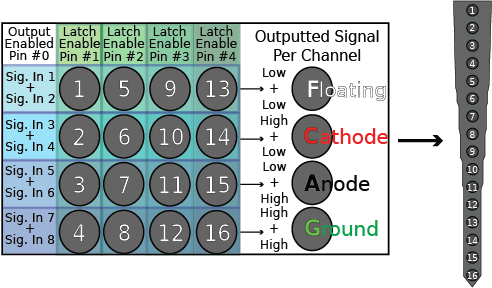 Output
Enabled
Pin #0
Latch
Enable
Pin #1
Latch
Enable
Pin #2
Latch
Enable
Pin #3
Latch
Enable
Pin #4
Outputted Signal
Per Channel
Sig. In 1
+
Sig. In 2
1 5 9 13
Low
+
Low
Floating
Sig. In 3
+
Sig. In 4
2 6 10 14
High
+
Low
Cathode
Sig. In 5
+
Sig. In 6
3 7 11 15
Low
+
High
Anode
Sig. In 7
+
Sig. In 8
4 8 12 16
High
+
High
Ground
1
2
3
4
5
6
7
8
9
10
11
12
13
14
15
16